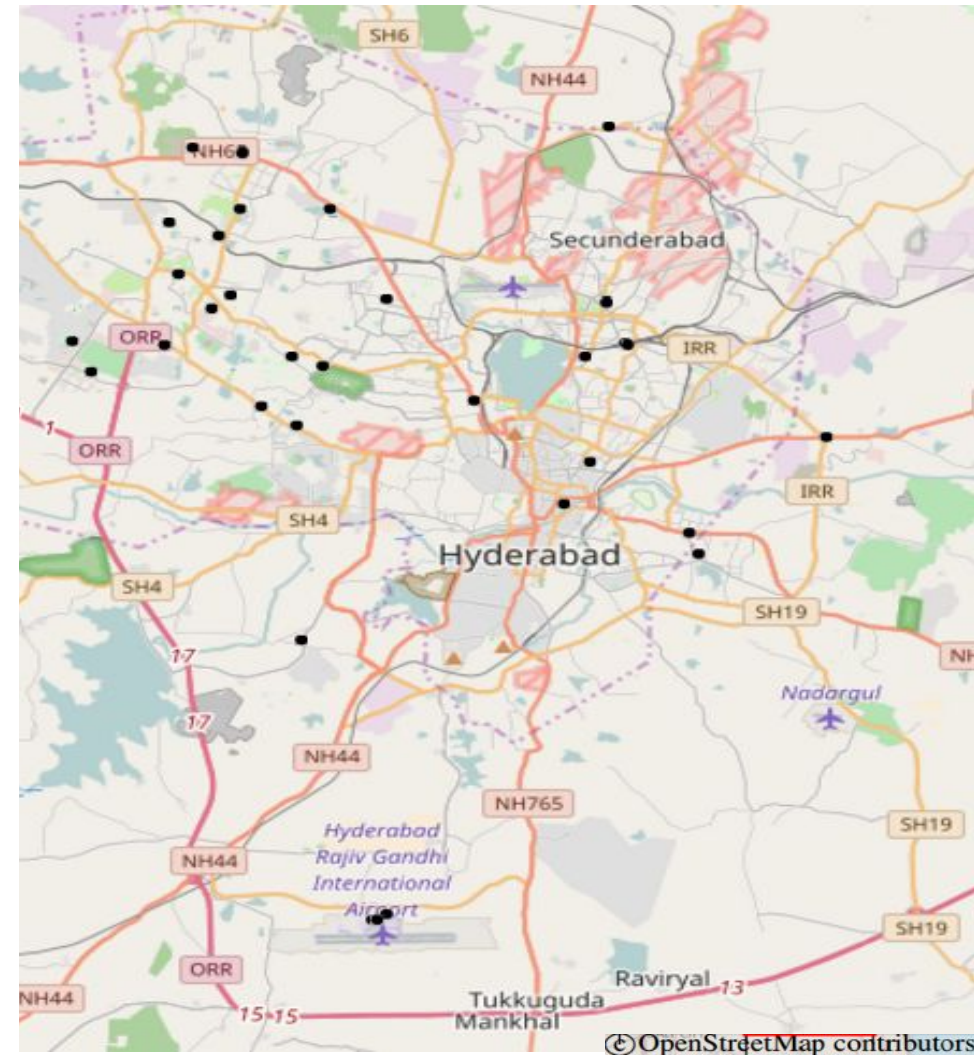 SH6
NH44
NH6
Secunderabad
ORR
IRR
1
ORR
IRR
SH4
Hyderabad
SH4
SH19
17
NH
Nadargul
17
NH44
NH765
SH19
Hyderabad
Rajiv Gandhi
International
Airport
NH44
SH19
ORR
Raviryal
13
NH44
Tukkuguda
15
15
Mankhal
© OpenStreetMap contributors